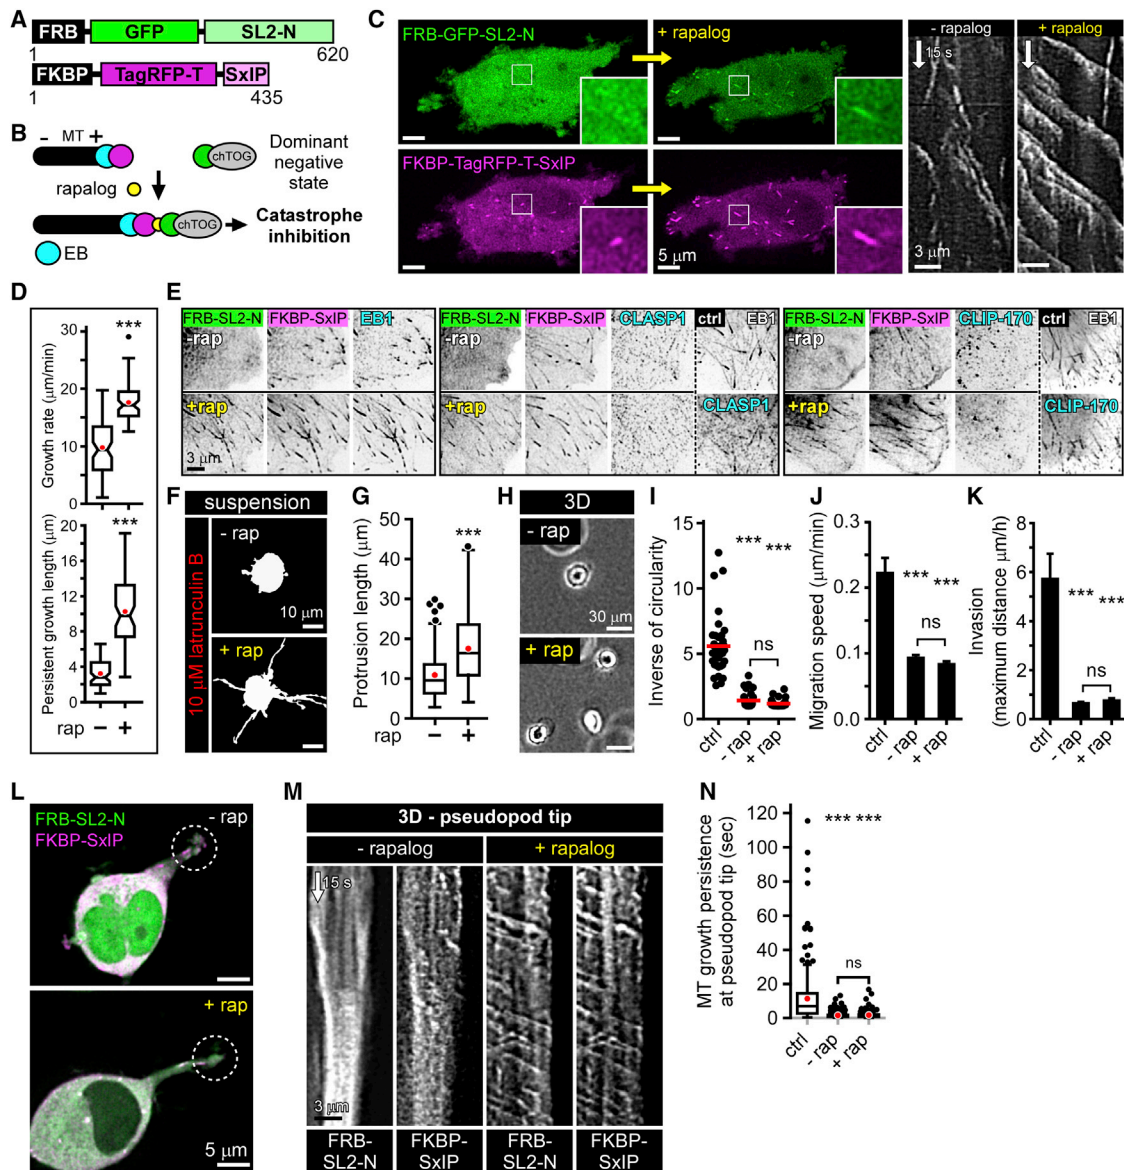 A
FRB GFP SL2-N
1 620
FKBP TagRFP-T SxIP
1 435
B
- MT +
chTOG
Dominant
negative
state
rapalog
chTOG
Catastrophe
inhibition
EB
C
FRB-GFP-SL2-N
+ rapalog
FKBP-TagRFP-T-SxIP
5 µm
- rapalog
+ rapalog
15 s
3 µm
D
***
Growth rate (µm/min)
30
20
10
0
***
Persistent growth length (µm)
20
16
12
8
4
0
rap - +
E
FRB-SL2-N FKBP-SxIP EB1
-rap
+rap
3 µm
FRB-SL2-N FKBP-SxIP CLASP1 ctrl EB1
-rap
+rap
CLASP1
FRB-SL2-N FKBP-SxIP CLIP-170 ctrl EB1
-rap
+rap
CLIP-170
F
suspension
10 µM latrunculin B
- rap
10 µm
+ rap
G
Protrusion length (µm)
50
40
30
20
10
0
***
rap - +
H
3D
- rap
30 µm
+ rap
I
Inverse of circularity
15
10
5
0
*** ***
ns
ctrl - rap + rap
J
Migration speed (µm/min)
0.3
0.2
0.1
0.0
*** ***
ns
ctrl - rap + rap
K
Invasion
(maximum distance µm/h)
8
6
4
2
0
*** ***
ns
ctrl - rap + rap
L
FRB-SL2-N
FKBP-SxIP
- rap
+ rap
5 µm
M
3D - pseudopod tip
- rapalog + rapalog
15 s
3 µm
FRB-
SL2-N
FKBP-
SxIP
FRB-
SL2-N
FKBP-
SxIP
N
MT growth persistence
at pseudopod tip (sec)
120
100
80
60
40
20
0
*** ***
ns
ctrl - rap + rap